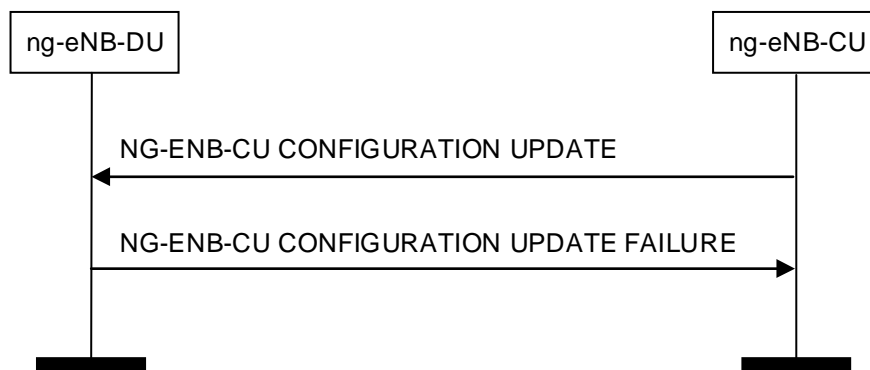 ng-eNB-DU
ng-eNB-CU
NG-ENB-CU CONFIGURATION UPDATE
NG-ENB-CU CONFIGURATION UPDATE FAILURE